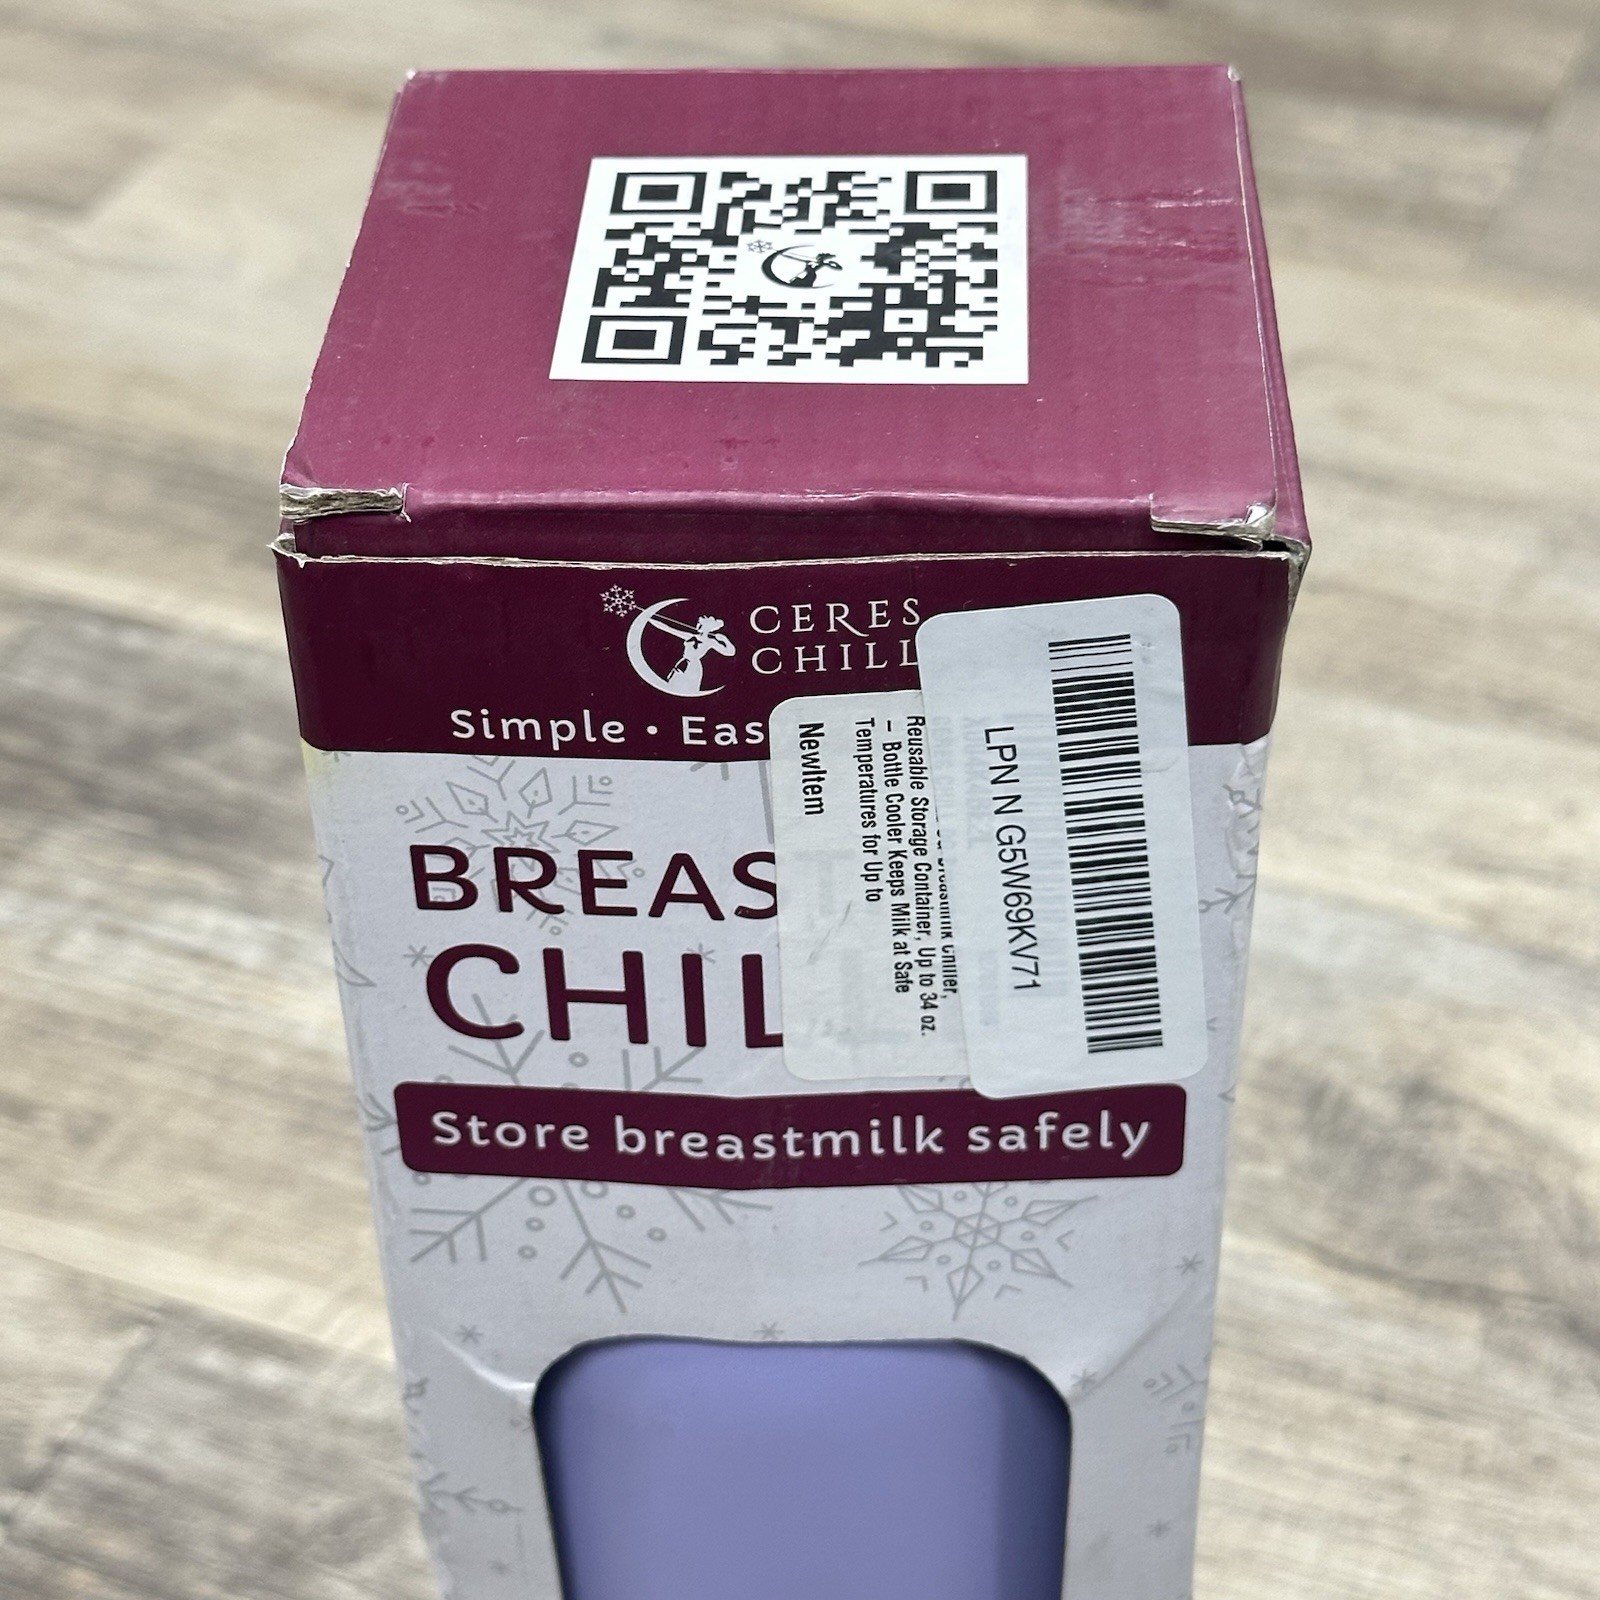 CERES
CHILL
Simple • Eas
BREAS
CHIL
Store breastmilk safely
LPN N G5W69KV71
Reusable Storage Container, Up to 34 oz.
– Bottle Cooler Keeps Milk at Safe
Temperatures for Up to
NewItem